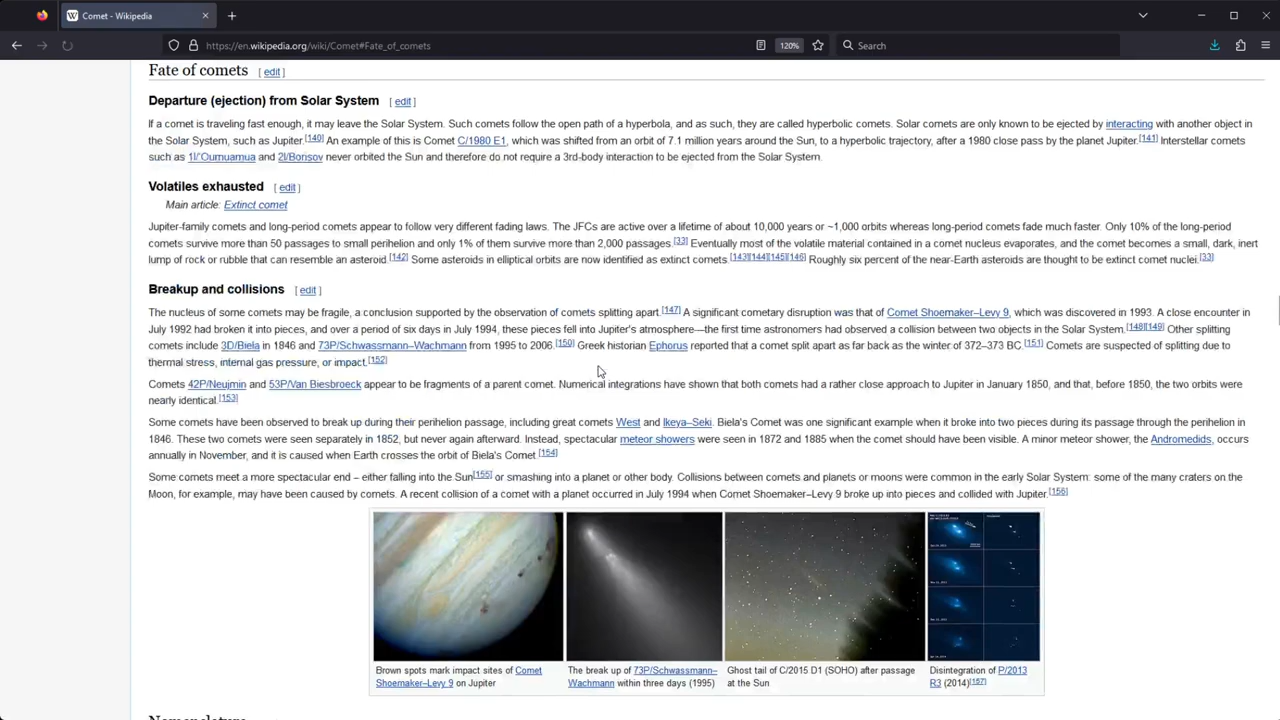 Comet - Wikipedia
https://en.wikipedia.org/wiki/Comet#Fate_of_comets
120%
Search
Fate of comets [ edit ]
Departure (ejection) from Solar System [ edit ]
If a comet is traveling fast enough, it may leave the Solar System. Such comets follow the open path of a hyperbola, and as such, they are called hyperbolic comets. Solar comets are only known to be ejected by interacting with another object in
the Solar System, such as Jupiter.[140] An example of this is Comet C/1980 E1, which was shifted from an orbit of 7.1 million years around the Sun, to a hyperbolic trajectory, after a 1980 close pass by the planet Jupiter.[141] Interstellar comets
such as 1I/ʻOumuamua and 2I/Borisov never orbited the Sun and therefore do not require a 3rd-body interaction to be ejected from the Solar System.
Volatiles exhausted [ edit ]
Main article: Extinct comet
Jupiter-family comets and long-period comets appear to follow very different fading laws. The JFCs are active over a lifetime of about 10,000 years or ~1,000 orbits whereas long-period comets fade much faster. Only 10% of the long-period
comets survive more than 50 passages to small perihelion and only 1% of them survive more than 2,000 passages.[33] Eventually most of the volatile material contained in a comet nucleus evaporates, and the comet becomes a small, dark, inert
lump of rock or rubble that can resemble an asteroid.[142] Some asteroids in elliptical orbits are now identified as extinct comets.[143][144][145][146] Roughly six percent of the near-Earth asteroids are thought to be extinct comet nuclei.[33]
Breakup and collisions [ edit ]
The nucleus of some comets may be fragile, a conclusion supported by the observation of comets splitting apart.[147] A significant cometary disruption was that of Comet Shoemaker–Levy 9, which was discovered in 1993. A close encounter in
July 1992 had broken it into pieces, and over a period of six days in July 1994, these pieces fell into Jupiter's atmosphere—the first time astronomers had observed a collision between two objects in the Solar System.[148][149] Other splitting
comets include 3D/Biela in 1846 and 73P/Schwassmann–Wachmann from 1995 to 2006.[150] Greek historian Ephorus reported that a comet split apart as far back as the winter of 372–373 BC.[151] Comets are suspected of splitting due to
thermal stress, internal gas pressure, or impact.[152]
Comets 42P/Neujmin and 53P/Van Biesbroeck appear to be fragments of a parent comet. Numerical integrations have shown that both comets had a rather close approach to Jupiter in January 1850, and that, before 1850, the two orbits were
nearly identical.[153]
Some comets have been observed to break up during their perihelion passage, including great comets West and Ikeya–Seki. Biela's Comet was one significant example when it broke into two pieces during its passage through the perihelion in
1846. These two comets were seen separately in 1852, but never again afterward. Instead, spectacular meteor showers were seen in 1872 and 1885 when the comet should have been visible. A minor meteor shower, the Andromedids, occurs
annually in November, and it is caused when Earth crosses the orbit of Biela's Comet [154]
Some comets meet a more spectacular end – either falling into the Sun[155] or smashing into a planet or other body. Collisions between comets and planets or moons were common in the early Solar System: some of the many craters on the
Moon, for example, may have been caused by comets. A recent collision of a comet with a planet occurred in July 1994 when Comet Shoemaker–Levy 9 broke up into pieces and collided with Jupiter.[156]
Brown spots mark impact sites of Comet
Shoemaker–Levy 9 on Jupiter
The break up of 73P/Schwassmann–
Wachmann within three days (1995)
Ghost tail of C/2015 D1 (SOHO) after passage
at the Sun
Disintegration of P/2013
R3 (2014)[157]
Nomenclature